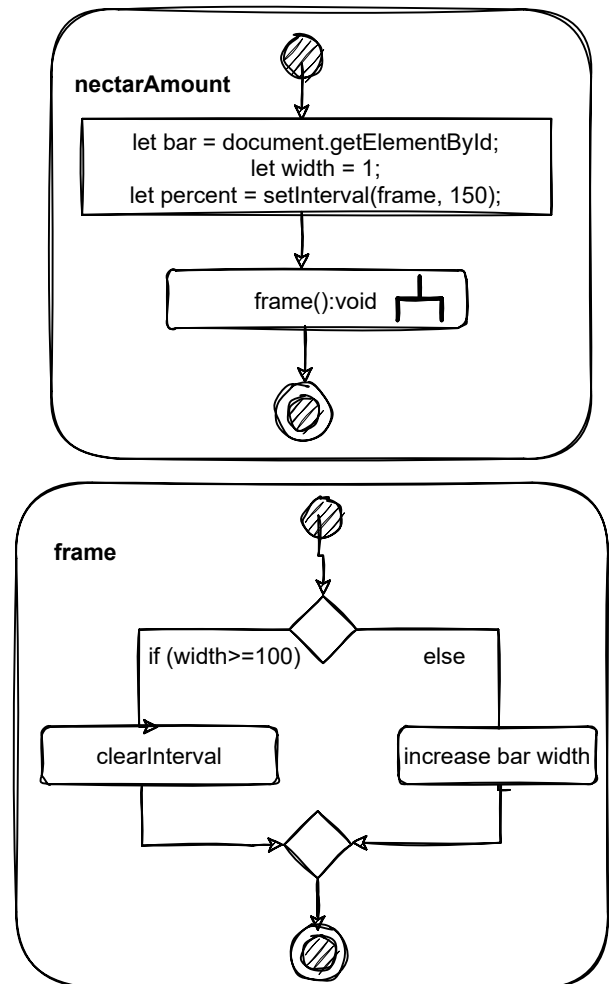 nectarAmount
let bar = document.getElementById;
let width = 1;
let percent = setInterval(frame, 150);
frame():void
frame
if (width>=100)
else
clearInterval
increase bar width